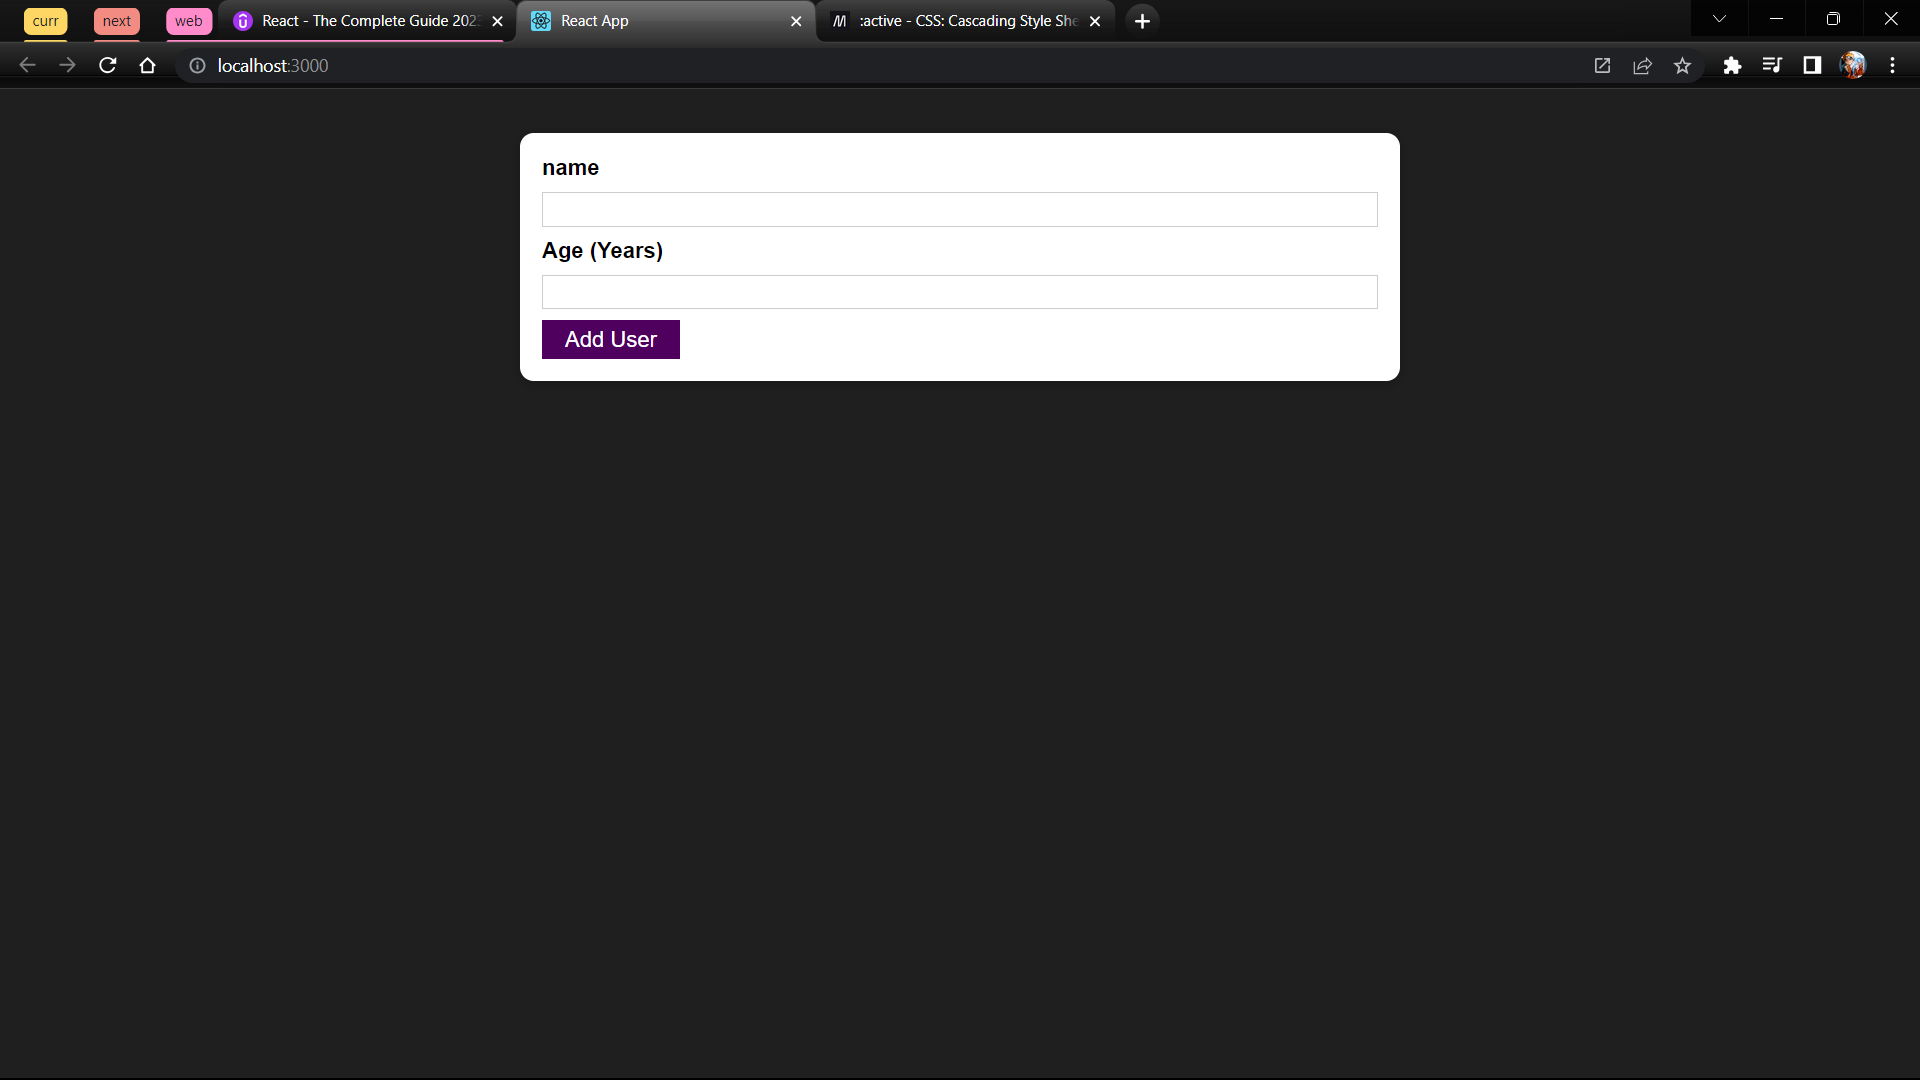 curr
next
web
React - The Complete Guide 202
React App
:active - CSS: Cascading Style She
localhost:3000
name
Age (Years)
Add User